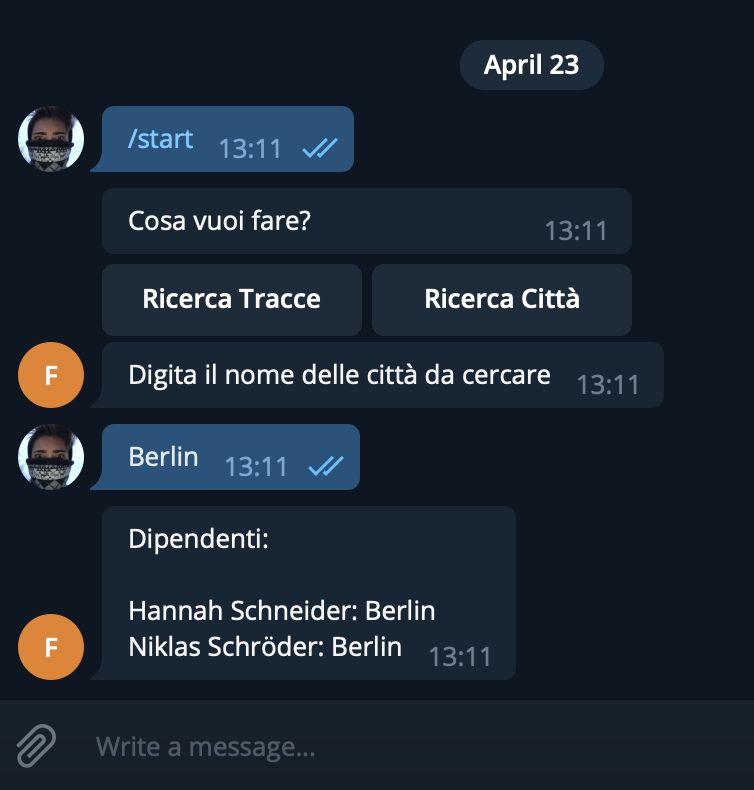 April 23
/start 13:11
Cosa vuoi fare? 13:11
Ricerca Tracce Ricerca Città
F
Digita il nome delle città da cercare 13:11
Berlin 13:11
Dipendenti:
Hannah Schneider: Berlin
Niklas Schröder: Berlin 13:11
F
Write a message...